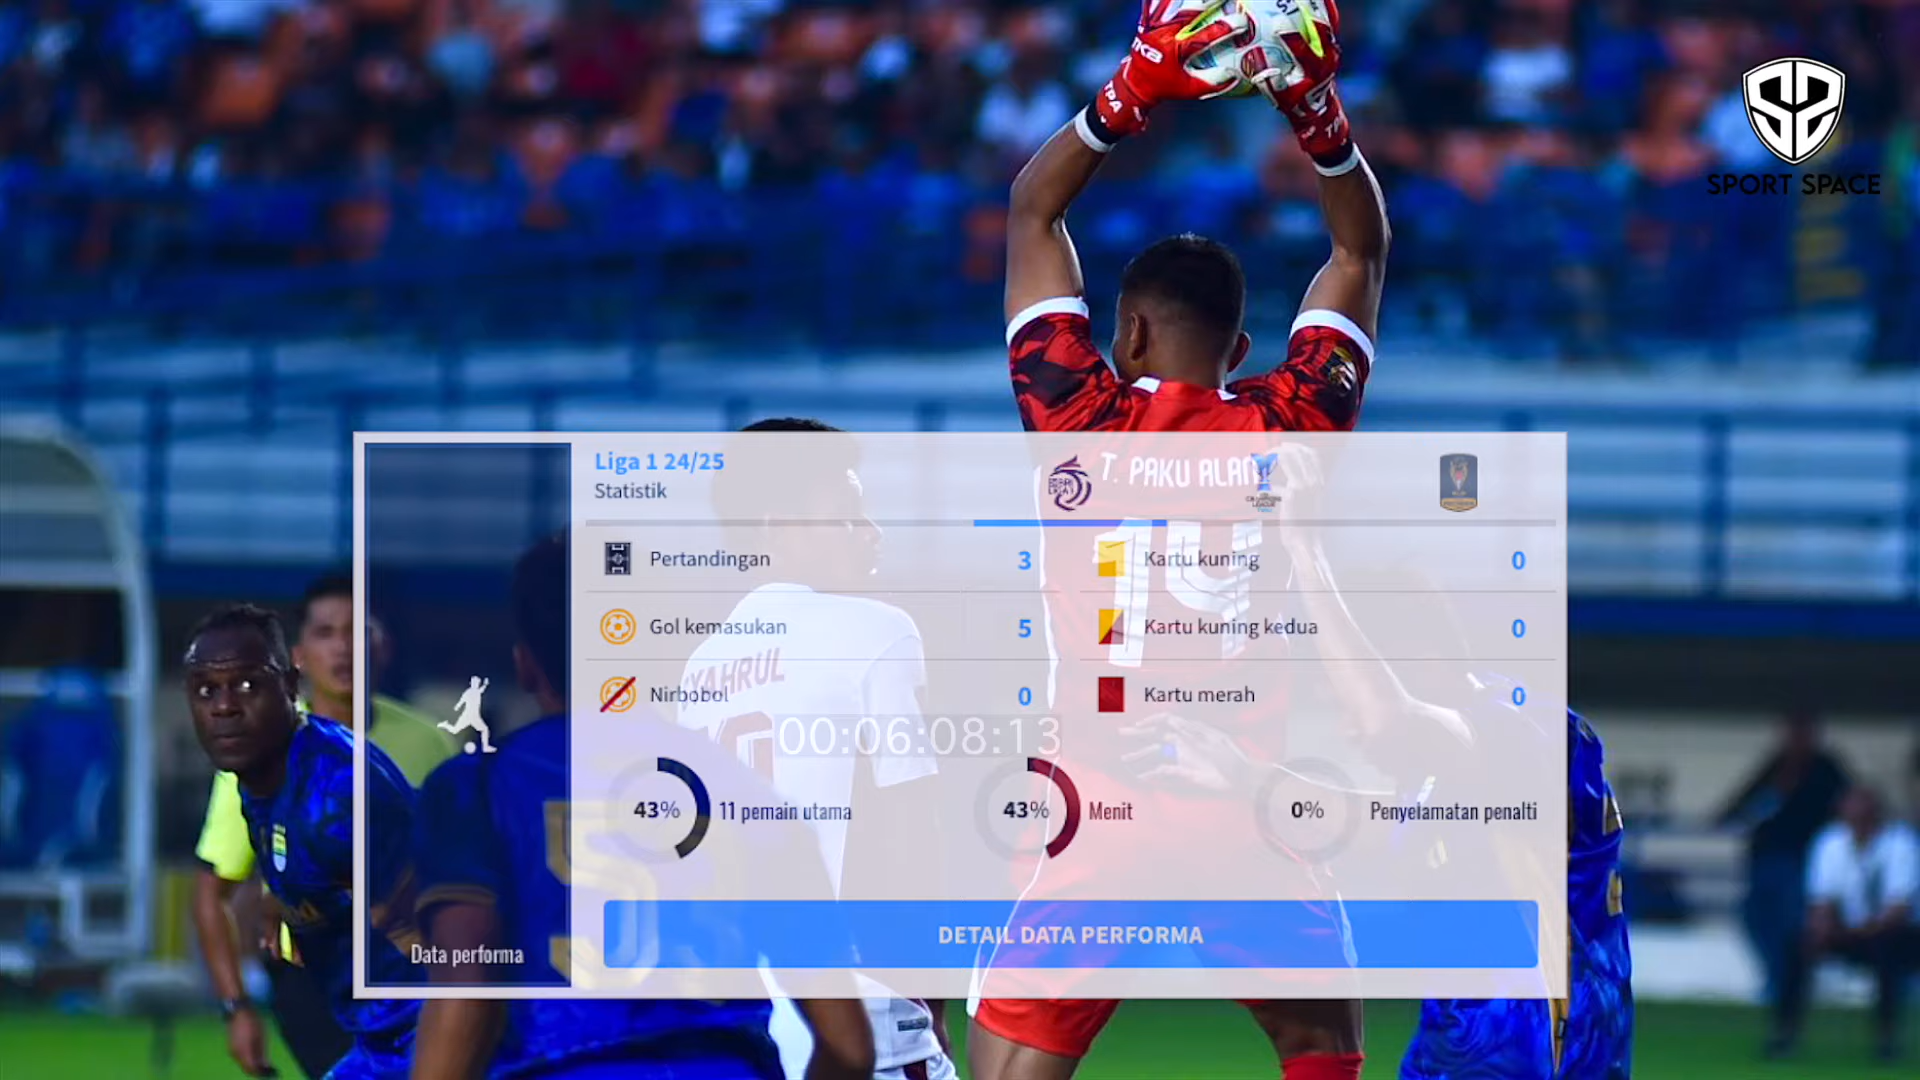 SPORT SPACE
Liga 1 24/25
Statistik
T. PAKU ALAM
14
Pertandingan 3
Kartu kuning 0
Gol kemasukan 5
Kartu kuning kedua 0
Nirbobol 0
Kartu merah 0
SYAHRUL
00:06:08:13
43% 11 pemain utama
43% Menit
0% Penyelamatan penalti
Data performa
DETAIL DATA PERFORMA